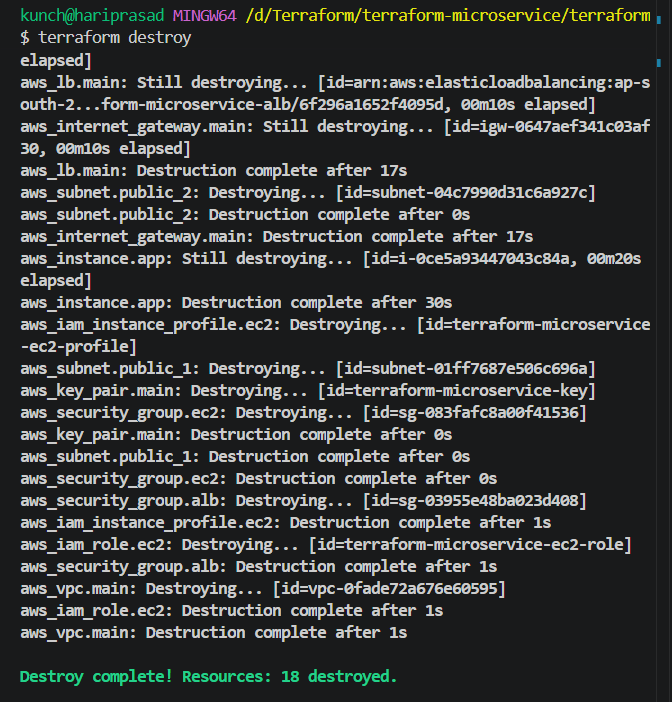 kunch@hariprasad MINGW64 /d/Terraform/terraform-microservice/terraform
$ terraform destroy
elapsed]
aws_lb.main: Still destroying... [id=arn:aws:elasticloadbalancing:ap-s
outh-2...form-microservice-alb/6f296a1652f4095d, 00m10s elapsed]
aws_internet_gateway.main: Still destroying... [id=igw-0647aef341c03af
30, 00m10s elapsed]
aws_lb.main: Destruction complete after 17s
aws_subnet.public_2: Destroying... [id=subnet-04c7990d31c6a927c]
aws_subnet.public_2: Destruction complete after 0s
aws_internet_gateway.main: Destruction complete after 17s
aws_instance.app: Still destroying... [id=i-0ce5a93447043c84a, 00m20s
elapsed]
aws_instance.app: Destruction complete after 30s
aws_iam_instance_profile.ec2: Destroying... [id=terraform-microservice
-ec2-profile]
aws_subnet.public_1: Destroying... [id=subnet-01ff7687e506c696a]
aws_key_pair.main: Destroying... [id=terraform-microservice-key]
aws_security_group.ec2: Destroying... [id=sg-083fafc8a00f41536]
aws_key_pair.main: Destruction complete after 0s
aws_subnet.public_1: Destruction complete after 0s
aws_security_group.ec2: Destruction complete after 0s
aws_security_group.alb: Destroying... [id=sg-03955e48ba023d408]
aws_iam_instance_profile.ec2: Destruction complete after 1s
aws_iam_role.ec2: Destroying... [id=terraform-microservice-ec2-role]
aws_security_group.alb: Destruction complete after 1s
aws_vpc.main: Destroying... [id=vpc-0fade72a676e60595]
aws_iam_role.ec2: Destruction complete after 1s
aws_vpc.main: Destruction complete after 1s
Destroy complete! Resources: 18 destroyed.